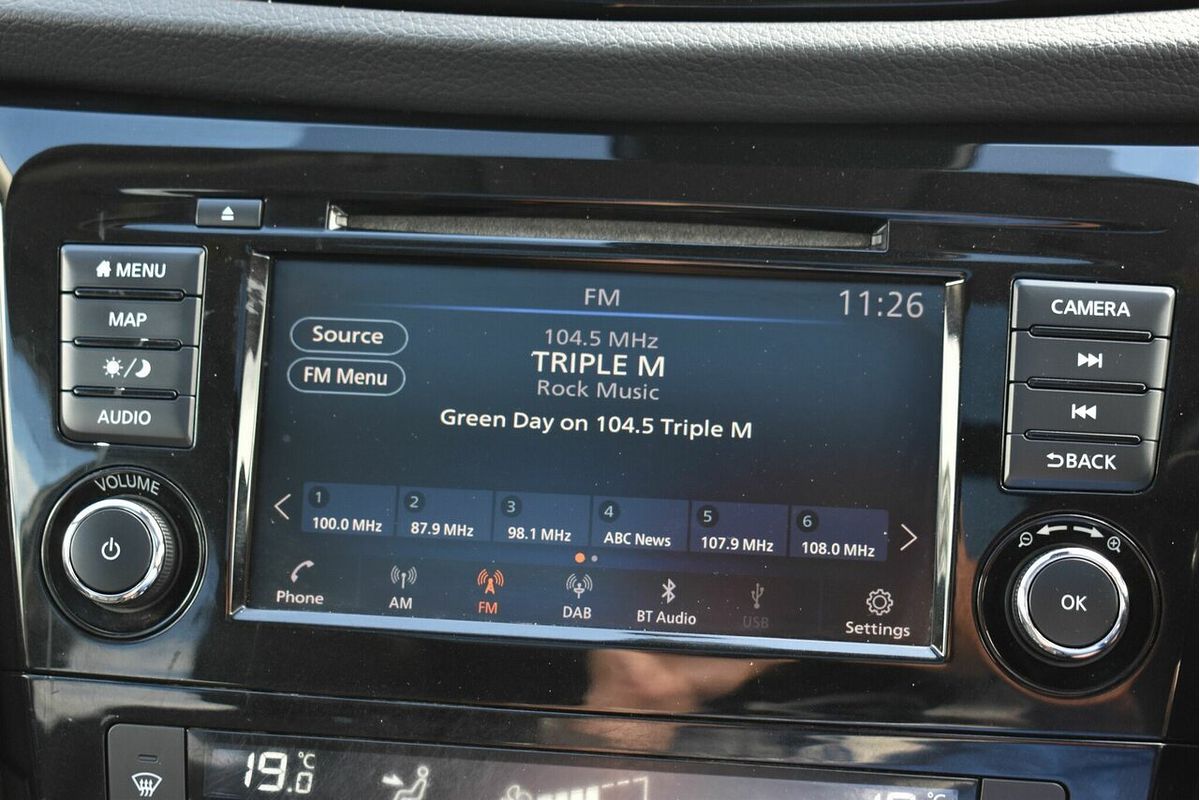 MENU
MAP
AUDIO
VOLUME
FM
11:26
Source
FM Menu
104.5 MHz
TRIPLE M
Rock Music
Green Day on 104.5 Triple M
1
100.0 MHz
2
87.9 MHz
3
98.1 MHz
4
ABC News
5
107.9 MHz
6
108.0 MHz
Phone
AM
FM
DAB
BT Audio
USB
Settings
CAMERA
BACK
OK
19.0 °C
°C